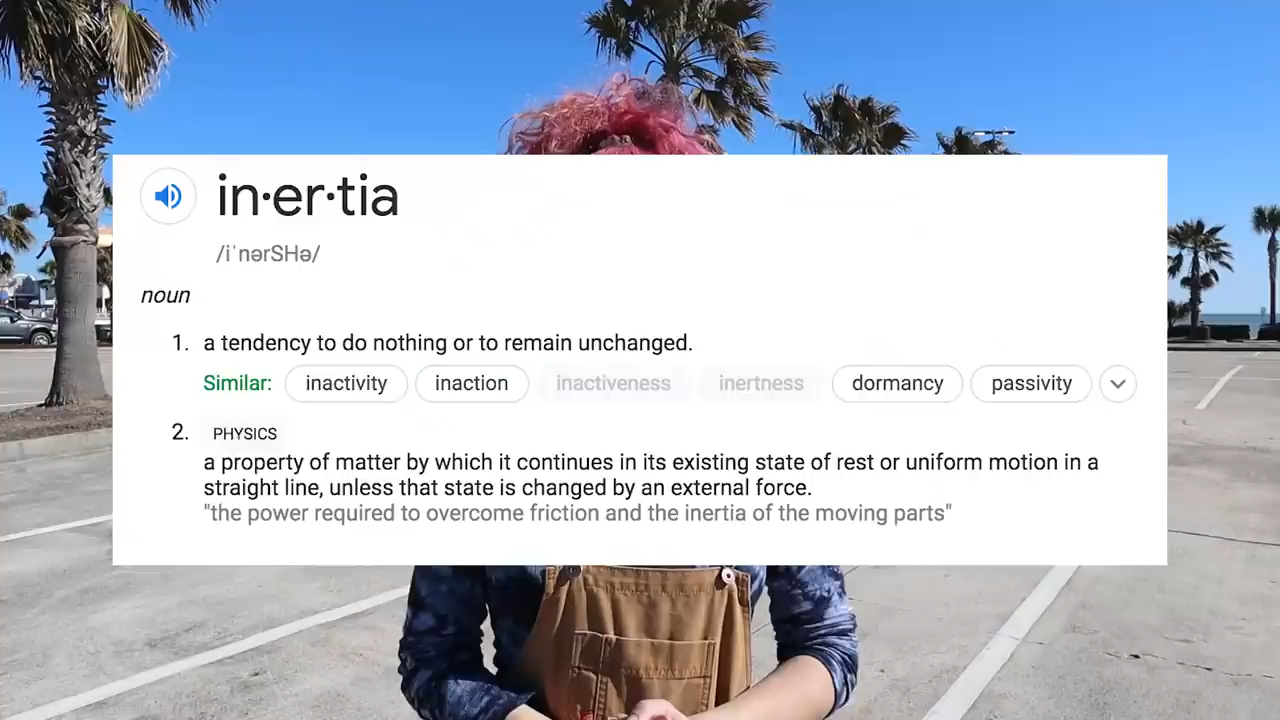 in·er·tia
/iˈnərSHə/
noun
1. a tendency to do nothing or to remain unchanged.
Similar: inactivity inaction inactiveness inertness dormancy passivity
2. PHYSICS
a property of matter by which it continues in its existing state of rest or uniform motion in a
straight line, unless that state is changed by an external force.
"the power required to overcome friction and the inertia of the moving parts"